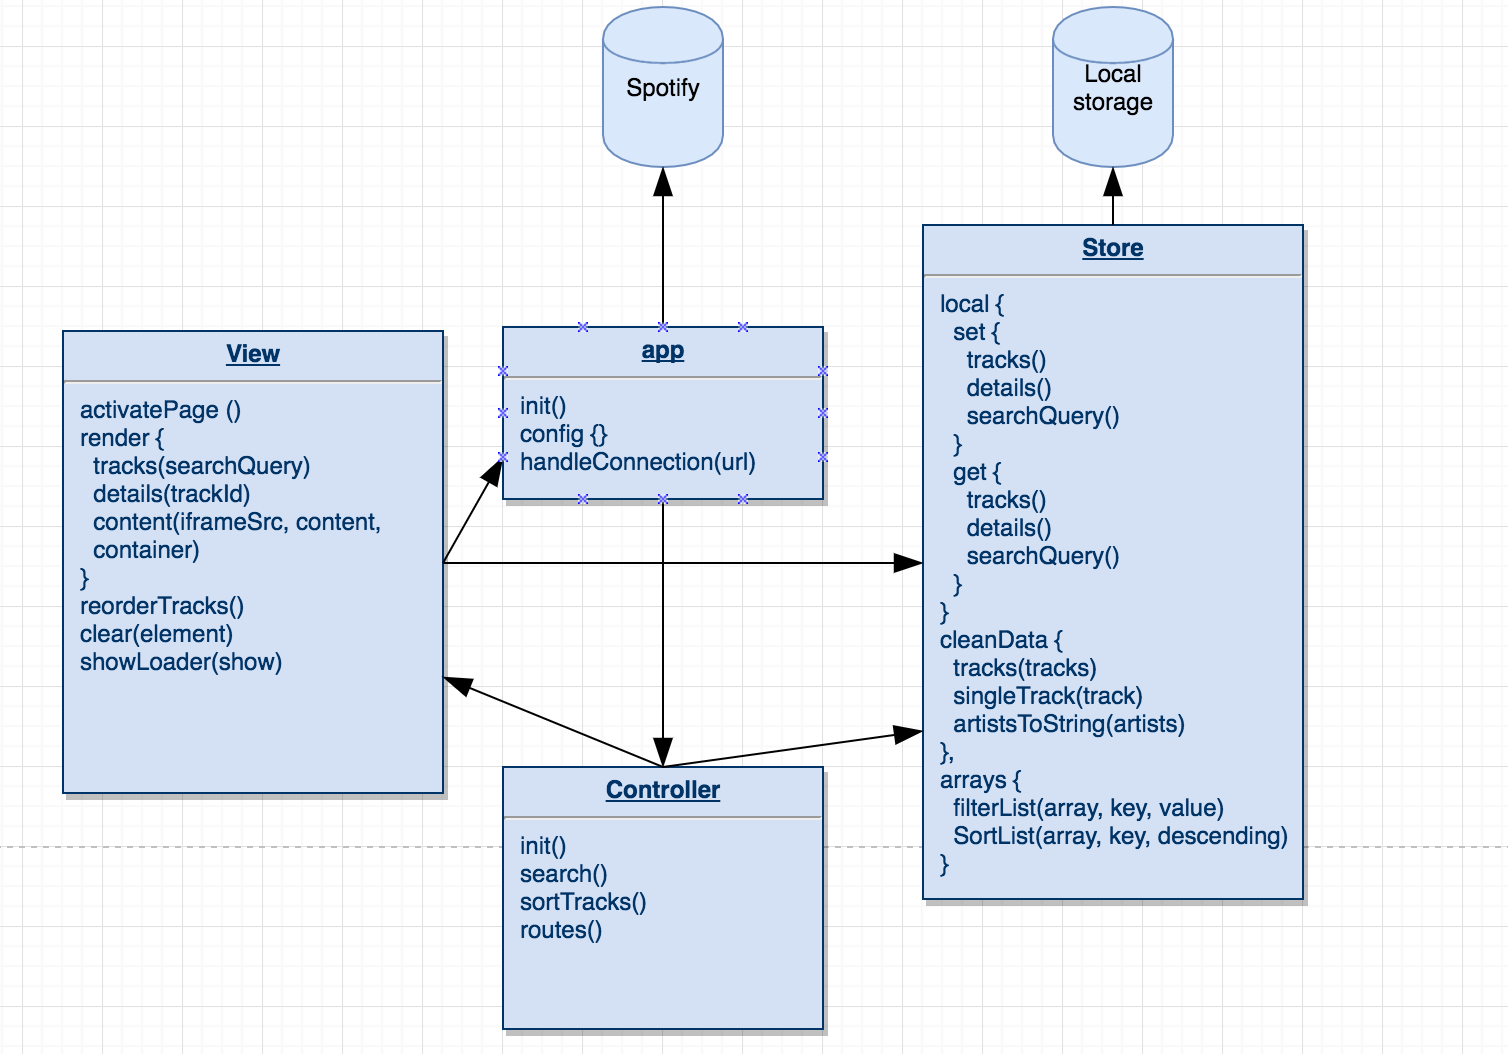 Spotify
Local
storage
View
activatePage ()
render {
tracks(searchQuery)
details(trackId)
content(iframeSrc, content,
container)
}
reorderTracks()
clear(element)
showLoader(show)
app
init()
config {}
handleConnection(url)
Controller
init()
search()
sortTracks()
routes()
Store
local {
set {
tracks()
details()
searchQuery()
}
get {
tracks()
details()
searchQuery()
}
}
cleanData {
tracks(tracks)
singleTrack(track)
artistsToString(artists)
},
arrays {
filterList(array, key, value)
SortList(array, key, descending)
}